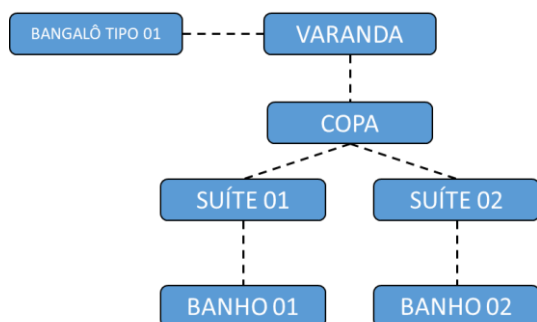 BANGALÔ TIPO 01
VARANDA
COPA
SUÍTE 01
SUÍTE 02
BANHO 01
BANHO 02